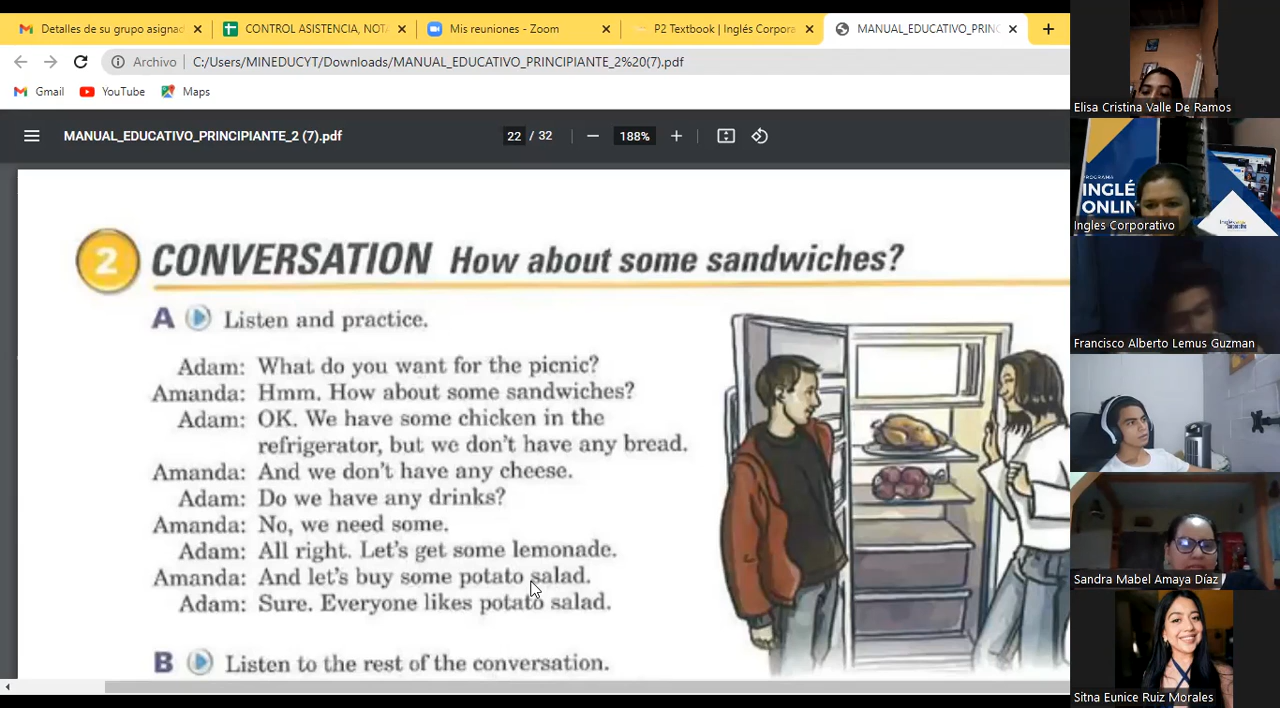 Detalles de su grupo asignad
CONTROL ASISTENCIA, NOT
Mis reuniones - Zoom
P2 Textbook | Inglés Corpora
MANUAL_EDUCATIVO_PRINC
Archivo
C:/Users/MINEDUCYT/Downloads/MANUAL_EDUCATIVO_PRINCIPIANTE_2%20(7).pdf
Gmail
YouTube
Maps
MANUAL_EDUCATIVO_PRINCIPIANTE_2 (7).pdf
22 / 32
188%
2 CONVERSATION How about some sandwiches?
A Listen and practice.
Adam: What do you want for the picnic?
Amanda: Hmm. How about some sandwiches?
Adam: OK. We have some chicken in the
refrigerator, but we don't have any bread.
Amanda: And we don't have any cheese.
Adam: Do we have any drinks?
Amanda: No, we need some.
Adam: All right. Let's get some lemonade.
Amanda: And let's buy some potato salad.
Adam: Sure. Everyone likes potato salad.
B Listen to the rest of the conversation.
Elisa Cristina Valle De Ramos
PROGRAMA
INGLÉ
ONLIN
Ingles Corporativo
Francisco Alberto Lemus Guzman
Sandra Mabel Amaya Díaz
Sitna Eunice Ruiz Morales